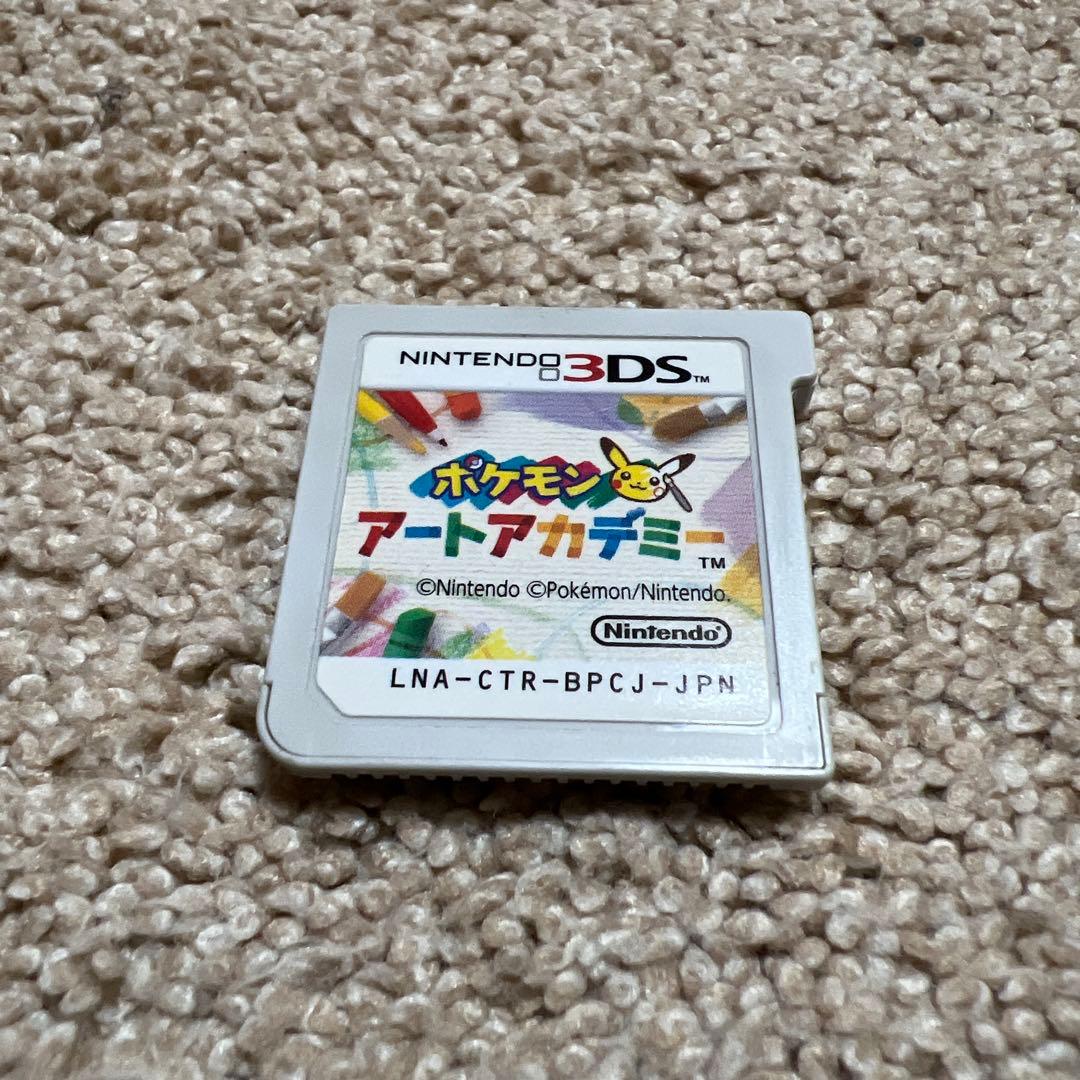 NINTENDO 3DS™
ポケモン
アートアカデミー™
©Nintendo ©Pokémon/Nintendo.
Nintendo®
LNA-CTR-BPCJ-JPN